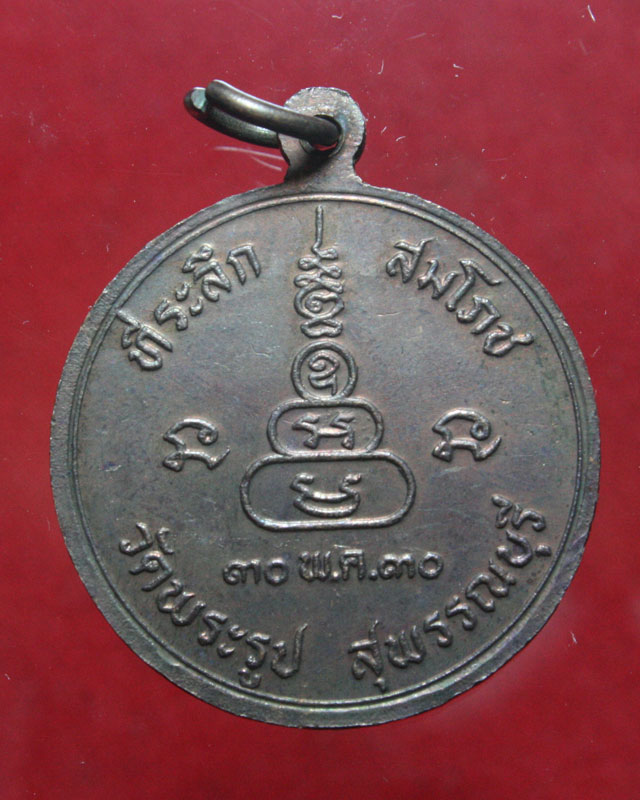 ที่ระลึก สมโภช
๓๐ พ.ค.๓๐
วัดพระรูป สุพรรณบุรี